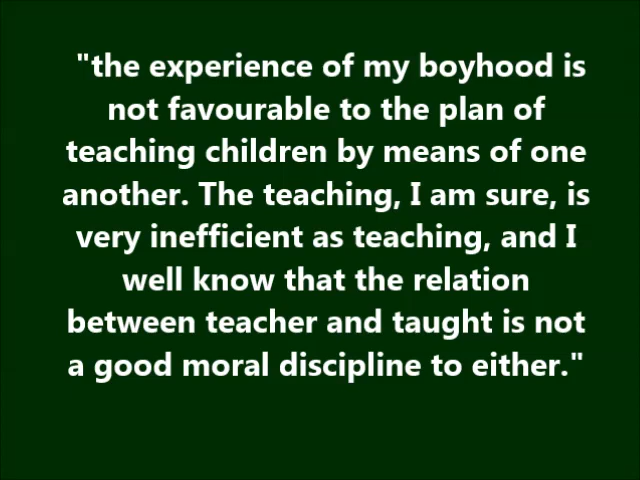 "the experience of my boyhood is
not favourable to the plan of
teaching children by means of one
another. The teaching, I am sure, is
very inefficient as teaching, and I
well know that the relation
between teacher and taught is not
a good moral discipline to either."